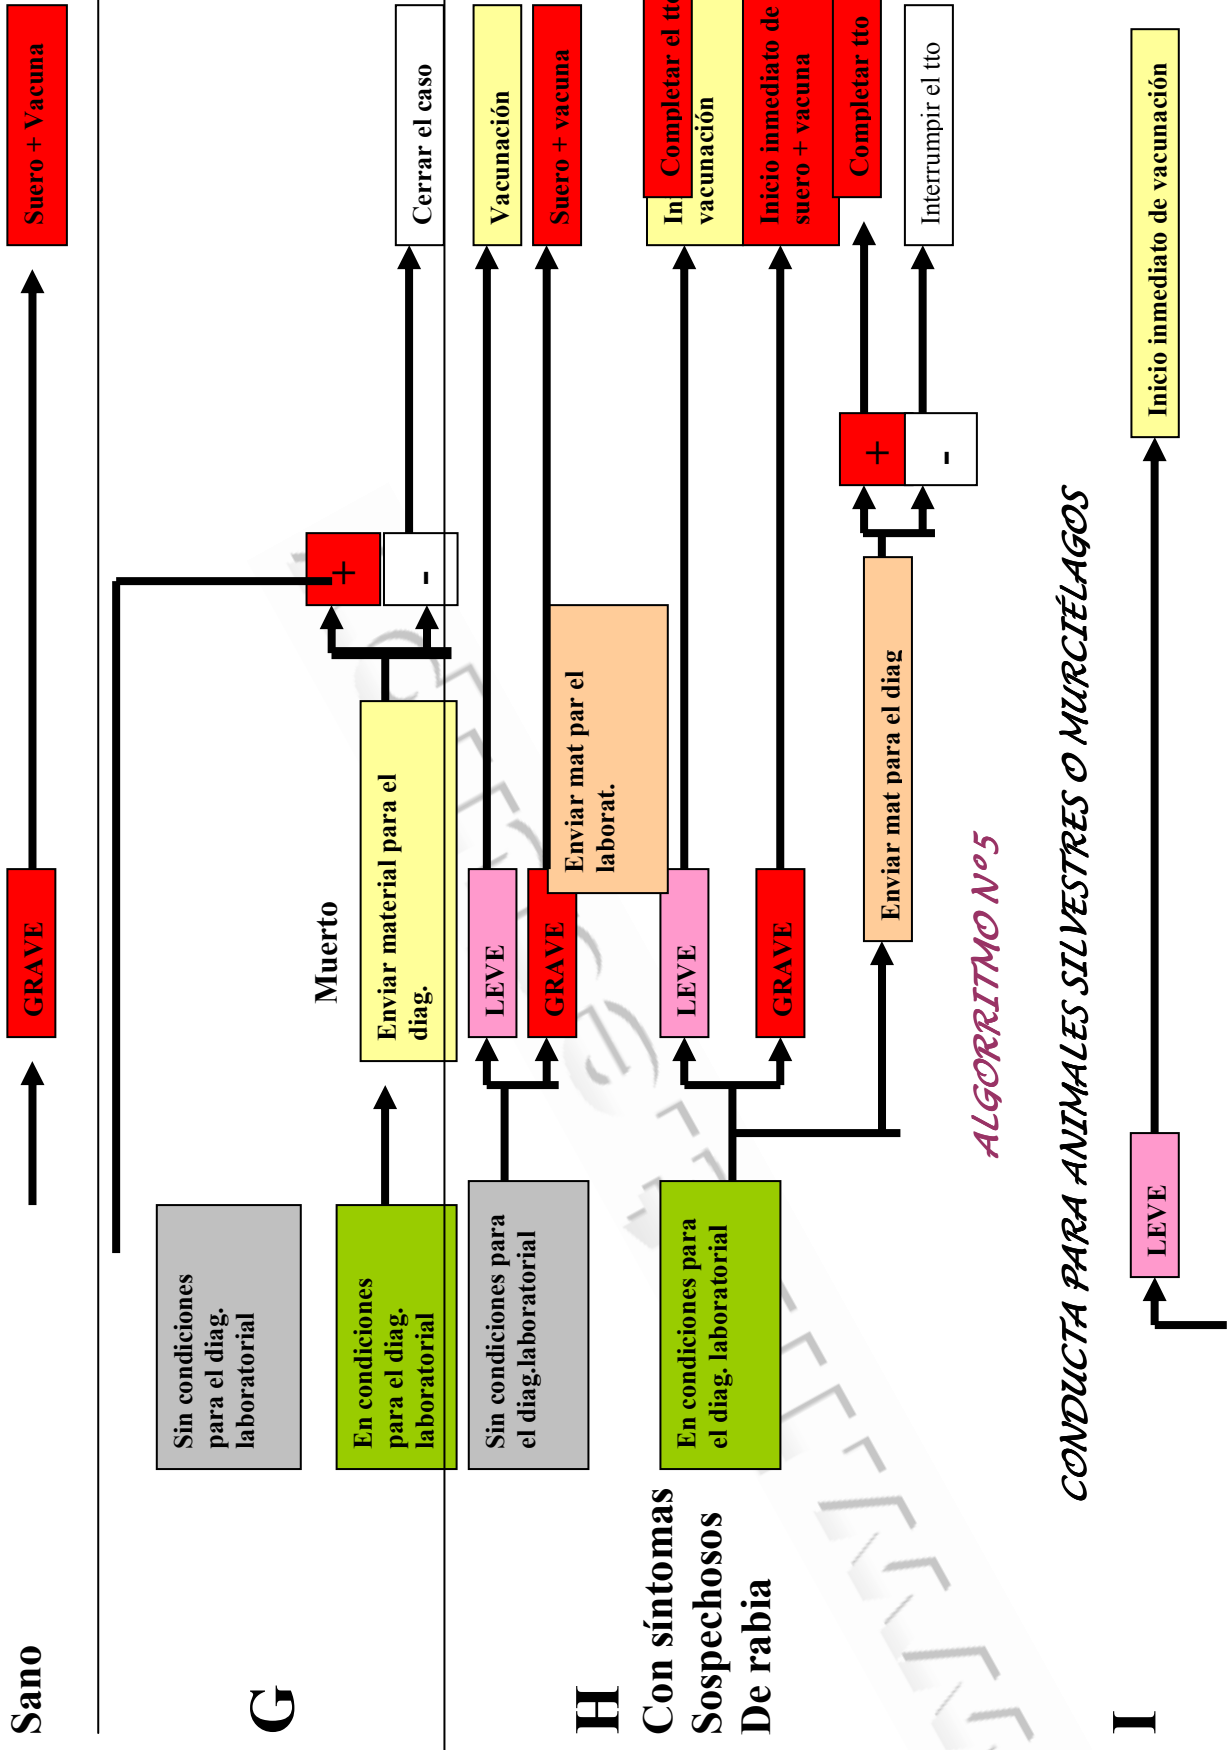 Sano
GRAVE
Suero + Vacuna
G
Sin condiciones
para el diag.
laboratorial
Muerto
En condiciones
para el diag.
laboratorial
Enviar material para el
diag.
+
-
Cerrar el caso
H
Con síntomas
Sospechosos
De rabia
Sin condiciones para
el diag.laboratorial
LEVE
Vacunación
GRAVE
Suero + vacuna
Enviar mat par el
laborat.
En condiciones para
el diag. laboratorial
LEVE
Completar el tto
vacunación
GRAVE
Inicio inmediato de
suero + vacuna
Enviar mat para el diag
+
-
Completar tto
Interrumpir el tto
ALGORRITMO Nº5
CONDUCTA PARA ANIMALES SILVESTRES O MURCIÉLAGOS
I
LEVE
Inicio inmediato de vacunación